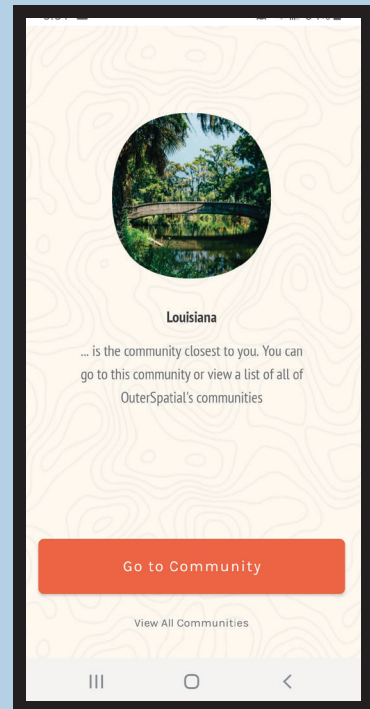 Louisiana
... is the community closest to you. You can
go to this community or view a list of all of
OuterSpatial's communities
Go to Community
View All Communities